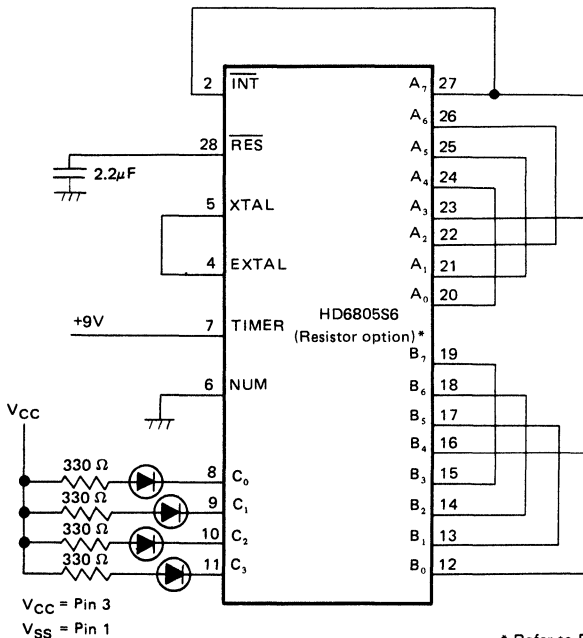 2 INT A₇ 27
A₆ 26
28 RES A₅ 25
A₄ 24
2.2μF
5 XTAL A₃ 23
A₂ 22
4 EXTAL A₁ 21
A₀ 20
HD6805S6
+9V 7 TIMER (Resistor option)*
B₇ 19
6 NUM B₆ 18
B₅ 17
VCC B₄ 16
330 Ω 8 C₀ B₃ 15
330 Ω 9 C₁ B₂ 14
330 Ω 10 C₂ B₁ 13
330 Ω 11 C₃ B₀ 12
VCC = Pin 3
VSS = Pin 1
* Refer to